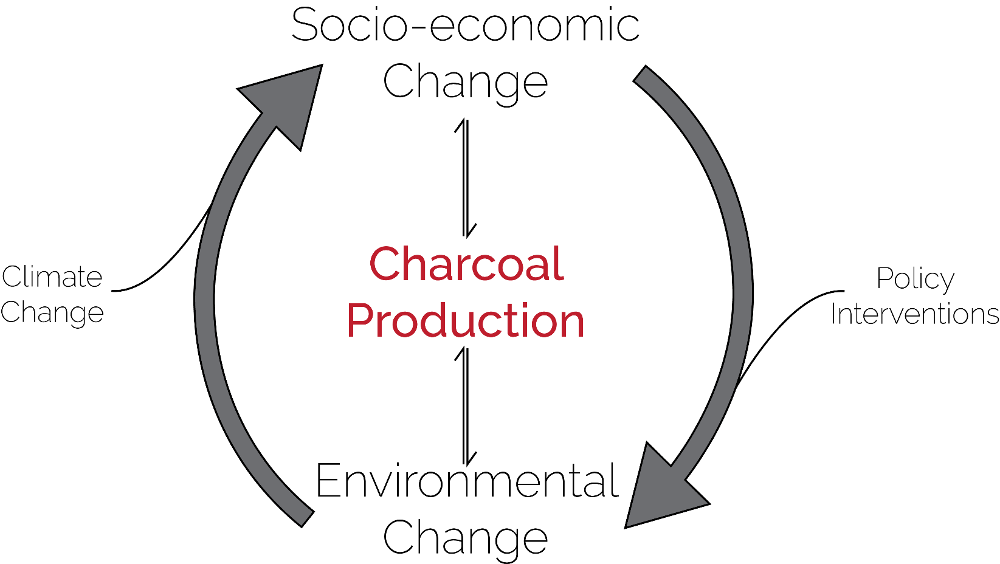 Socio-economic
Change
Charcoal
Production
Climate
Change
Policy
Interventions
Environmental
Change